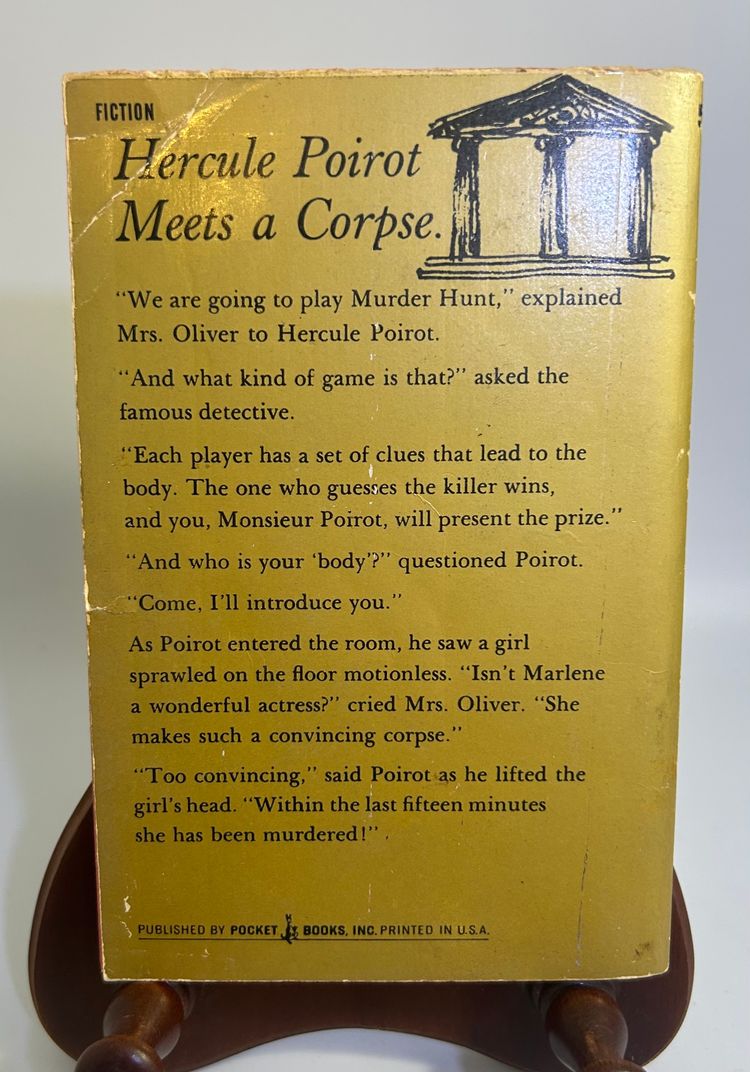 FICTION
Hercule Poirot
Meets a Corpse.
“We are going to play Murder Hunt,” explained
Mrs. Oliver to Hercule Poirot.
“And what kind of game is that?” asked the
famous detective.
“Each player has a set of clues that lead to the
body. The one who guesses the killer wins,
and you, Monsieur Poirot, will present the prize.”
“And who is your ‘body’?” questioned Poirot.
“Come, I’ll introduce you.”
As Poirot entered the room, he saw a girl
sprawled on the floor motionless. “Isn’t Marlene
a wonderful actress?” cried Mrs. Oliver. “She
makes such a convincing corpse.”
“Too convincing,” said Poirot as he lifted the
girl’s head. “Within the last fifteen minutes
she has been murdered!”
PUBLISHED BY POCKET BOOKS, INC. PRINTED IN U.S.A.